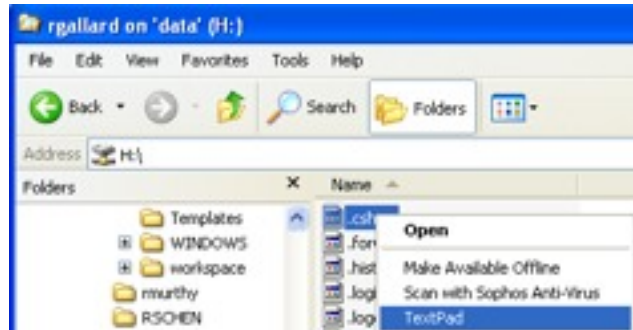 rgallard on 'data' (H:)
File Edit View Favorites Tools Help
Back Search Folders
Address H:\
Folders × Name
Templates .csh
WINDOWS .for
workspace .hist
rmurthy .logi
RSCHEN .log
Open
Make Available Offline
Scan with Sophos Anti-Virus
TextPad